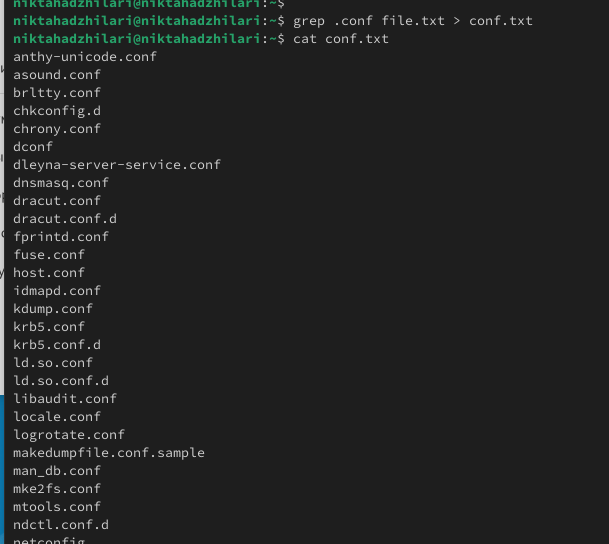 niktahadzhilari@niktahadzhilari:~$
niktahadzhilari@niktahadzhilari:~$ grep .conf file.txt > conf.txt
niktahadzhilari@niktahadzhilari:~$ cat conf.txt
anthy-unicode.conf
asound.conf
brltty.conf
chkconfig.d
chrony.conf
dconf
dleyna-server-service.conf
dnsmasq.conf
dracut.conf
dracut.conf.d
fprintd.conf
fuse.conf
host.conf
idmapd.conf
kdump.conf
krb5.conf
krb5.conf.d
ld.so.conf
ld.so.conf.d
libaudit.conf
locale.conf
logrotate.conf
makedumpfile.conf.sample
man_db.conf
mke2fs.conf
mtools.conf
ndctl.conf.d
netconfig